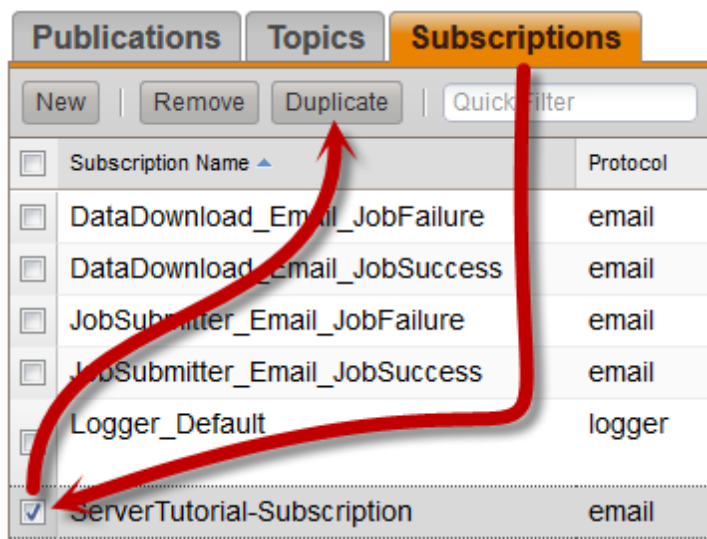 Publications Topics Subscriptions
New Remove Duplicate Quick Filter
Subscription Name Protocol
DataDownload_Email_JobFailure email
DataDownload_Email_JobSuccess email
JobSubmitter_Email_JobFailure email
JobSubmitter_Email_JobSuccess email
Logger_Default logger
ServerTutorial-Subscription email